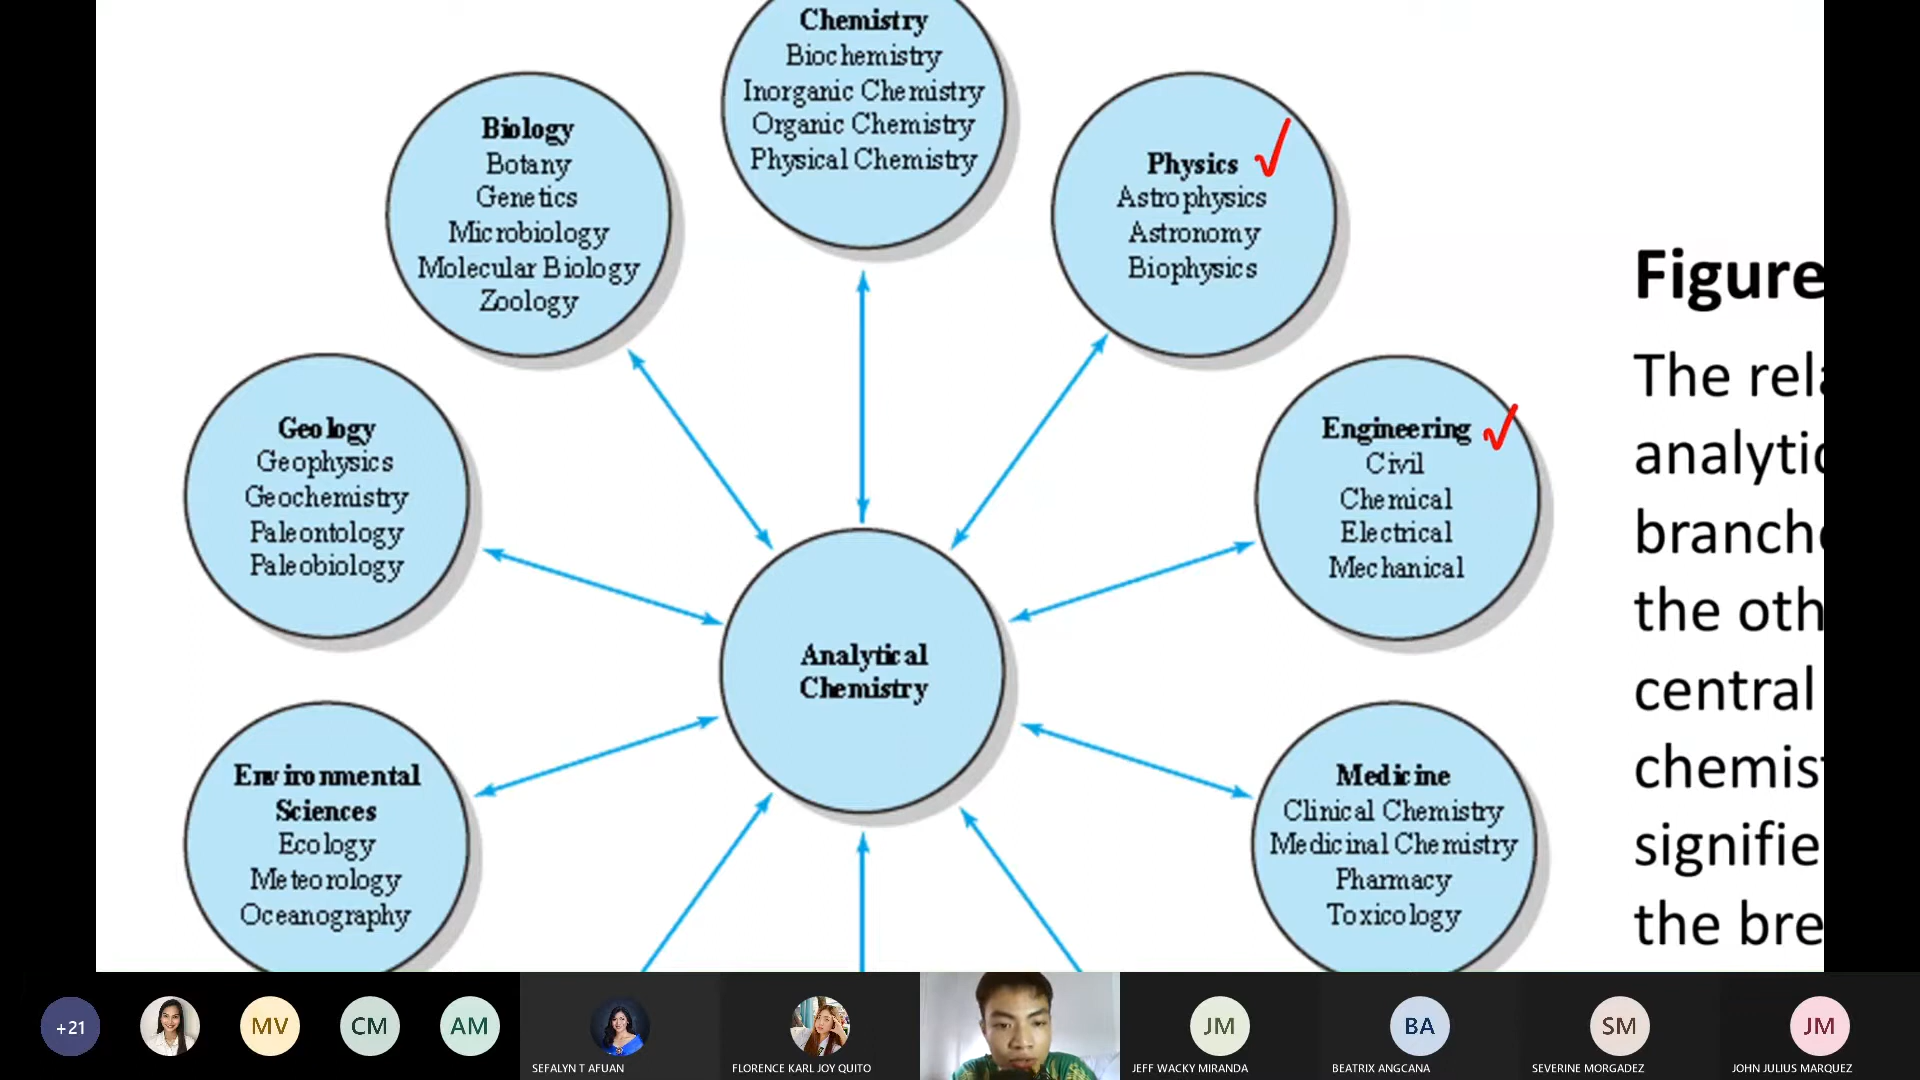 Chemistry
Biochemistry
Inorganic Chemistry
Organic Chemistry
Physical Chemistry
Biology
Botany
Genetics
Microbiology
Molecular Biology
Zoology
Physics
Astrophysics
Astronomy
Biophysics
Geology
Geophysics
Geochemistry
Paleontology
Paleobiology
Engineering
Civil
Chemical
Electrical
Mechanical
Analytical
Chemistry
Environmental
Sciences
Ecology
Meteorology
Oceanography
Medicine
Clinical Chemistry
Medicinal Chemistry
Pharmacy
Toxicology
Figure
The rel
analytic
branch
the oth
central
chemis
signifie
the bre
+21
MV
CM
AM
SEFALYN T AFUAN
FLORENCE KARL JOY QUITO
JM
JEFF WACKY MIRANDA
BA
BEATRIX ANGCANA
SM
SEVERINE MORGADEZ
JM
JOHN JULIUS MARQUEZ